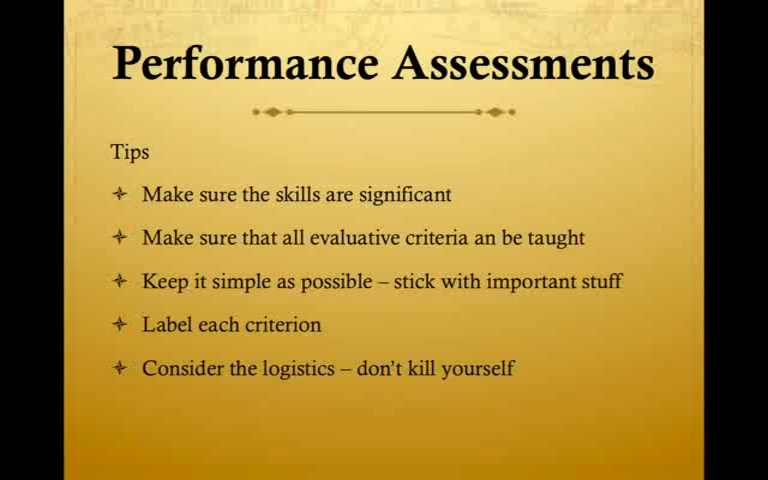 Performance Assessments
Tips
Make sure the skills are significant
Make sure that all evaluative criteria an be taught
Keep it simple as possible – stick with important stuff
Label each criterion
Consider the logistics – don't kill yourself